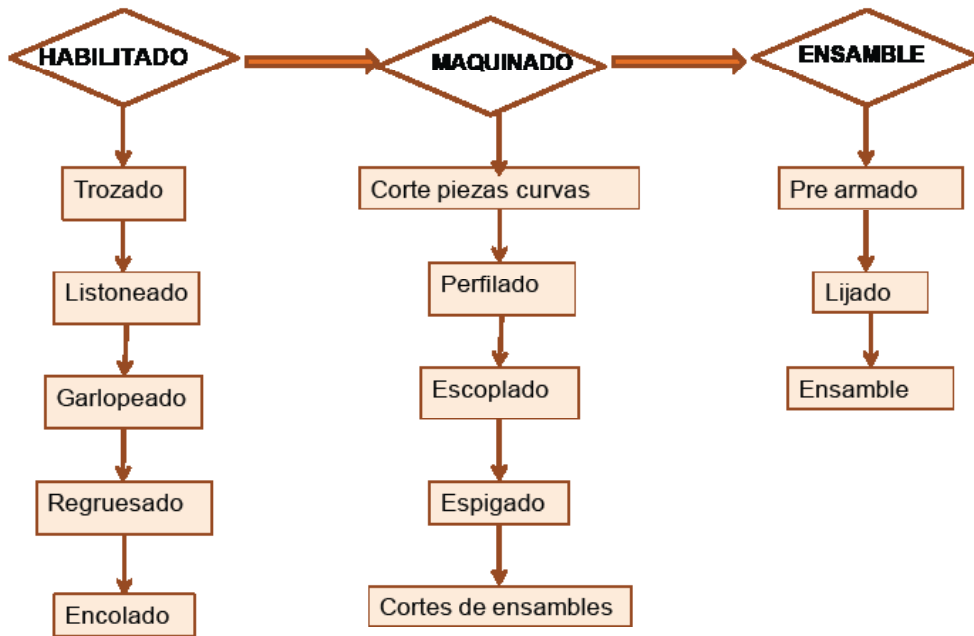 HABILITADO
MAQUINADO
ENSAMBLE
Trozado
Listoneado
Garlopeado
Regruesado
Encolado
Corte piezas curvas
Perfilado
Escoplado
Espigado
Cortes de ensambles
Pre armado
Lijado
Ensamble